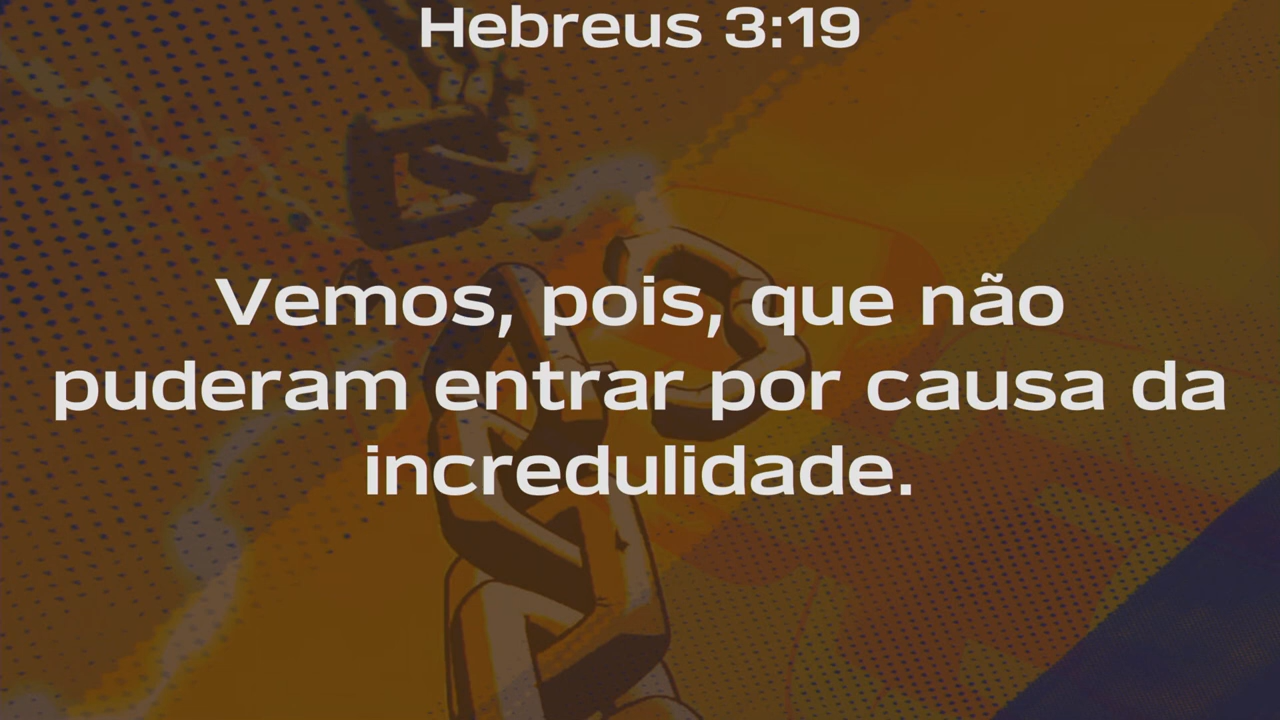 Hebreus 3:19
Vemos, pois, que não
puderam entrar por causa da
incredulidade.